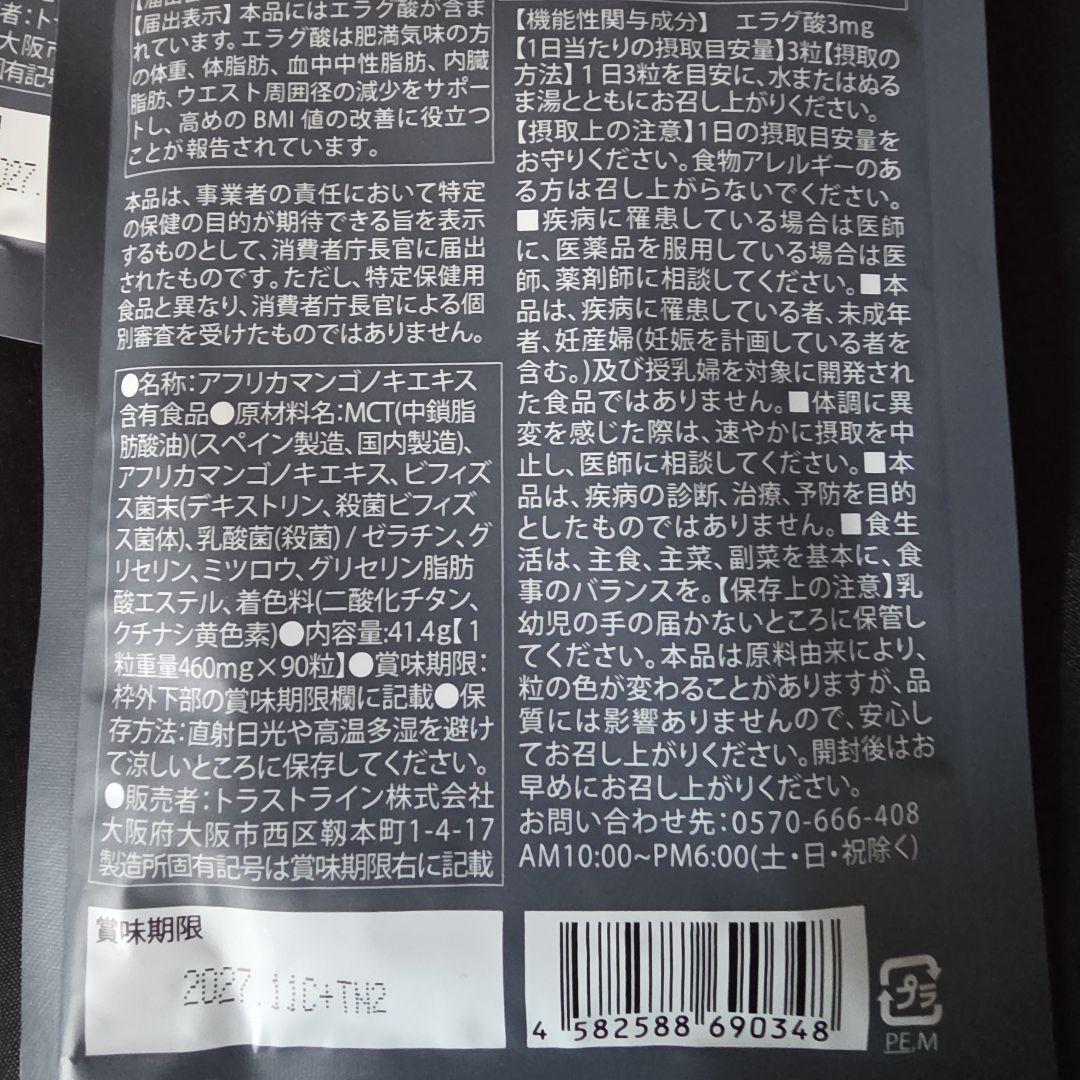 者:ト
大阪
固有記
027.
【届出表示】本品にはエラグ酸が含ま
れています。エラグ酸は肥満気味の方
の体重、体脂肪、血中中性脂肪、内臓
脂肪、ウエスト周囲径の減少をサポー
トし、高めの BMI 値の改善に役立つ
ことが報告されています。
本品は、事業者の責任において特定
の保健の目的が期待できる旨を表示
するものとして、消費者庁長官に届出
されたものです。ただし、特定保健用
食品と異なり、消費者庁長官による個
別審査を受けたものではありません。
●名称:アフリカマンゴノキエキス
含有食品●原材料名:MCT(中鎖脂
肪酸油)(スペイン製造、国内製造)、
アフリカマンゴノキエキス、ビフィズ
ス菌末(デキストリン、殺菌ビフィズ
ス菌体)、乳酸菌(殺菌) / ゼラチン、グ
リセリン、ミツロウ、グリセリン脂肪
酸エステル、着色料(二酸化チタン、
クチナシ黄色素)●内容量:41.4g【1
粒重量460mg×90粒】●賞味期限:
枠外下部の賞味期限欄に記載●保
存方法:直射日光や高温多湿を避け
て涼しいところに保存してください。
●販売者:トラストライン株式会社
大阪府大阪市西区靱本町1-4-17
製造所固有記号は賞味期限右に記載
賞味期限
2027.11C+TW2
【機能性関与成分】 エラグ酸3mg
【1日当たりの摂取目安量】3粒【摂取の
方法】1日3粒を目安に、水またはぬる
ま湯とともにお召し上がりください。
【摂取上の注意】1日の摂取目安量を
お守りください。食物アレルギーのあ
る方は召し上がらないでください。
■疾病に罹患している場合は医師
に、医薬品を服用している場合は医
師、薬剤師に相談してください。■本
品は、疾病に罹患している者、未成年
者、妊産婦(妊娠を計画している者を
含む。)及び授乳婦を対象に開発され
た食品ではありません。■体調に異
変を感じた際は、速やかに摂取を中
止し、医師に相談してください。■本
品は、疾病の診断、治療、予防を目的
としたものではありません。■食生
活は、主食、主菜、副菜を基本に、食
事のバランスを。【保存上の注意】乳
幼児の手の届かないところに保管し
てください。本品は原料由来により、
粒の色が変わることがありますが、品
質には影響ありませんので、安心し
てお召し上がりください。開封後はお
早めにお召し上がりください。
お問い合わせ先:0570-666-408
AM10:00~PM6:00(土・日・祝除く)
4 582588 690348
プラ
PE,M